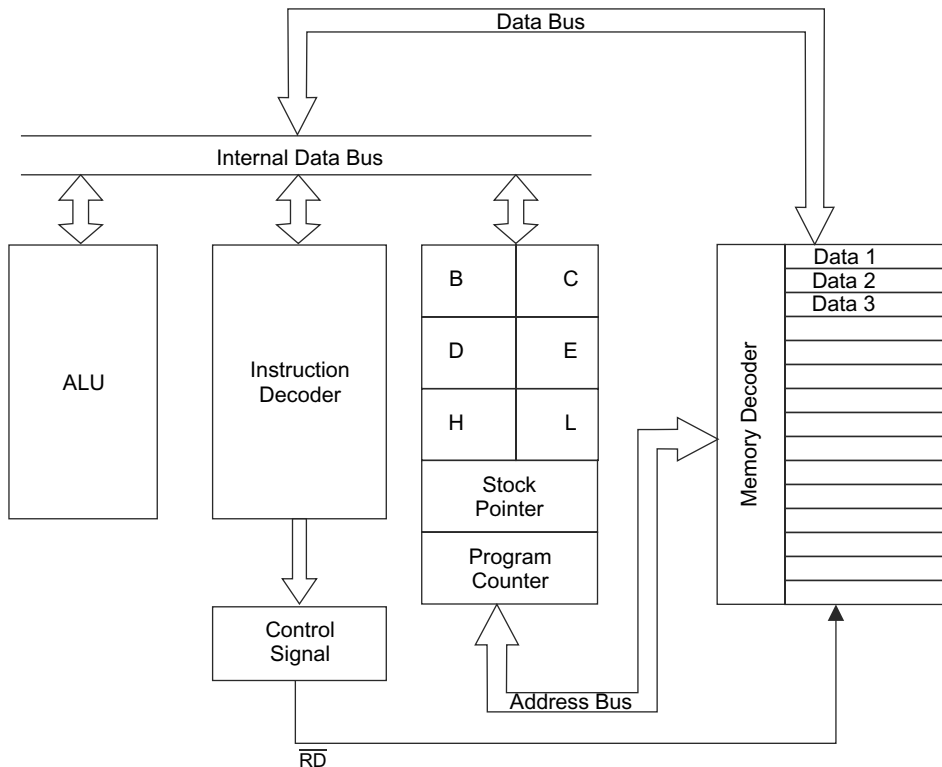 Data Bus
Internal Data Bus
ALU
Instruction
Decoder
B
C
D
E
H
L
Stock
Pointer
Program
Counter
Memory Decoder
Data 1
Data 2
Data 3
Control
Signal
Address Bus
R̅D̅